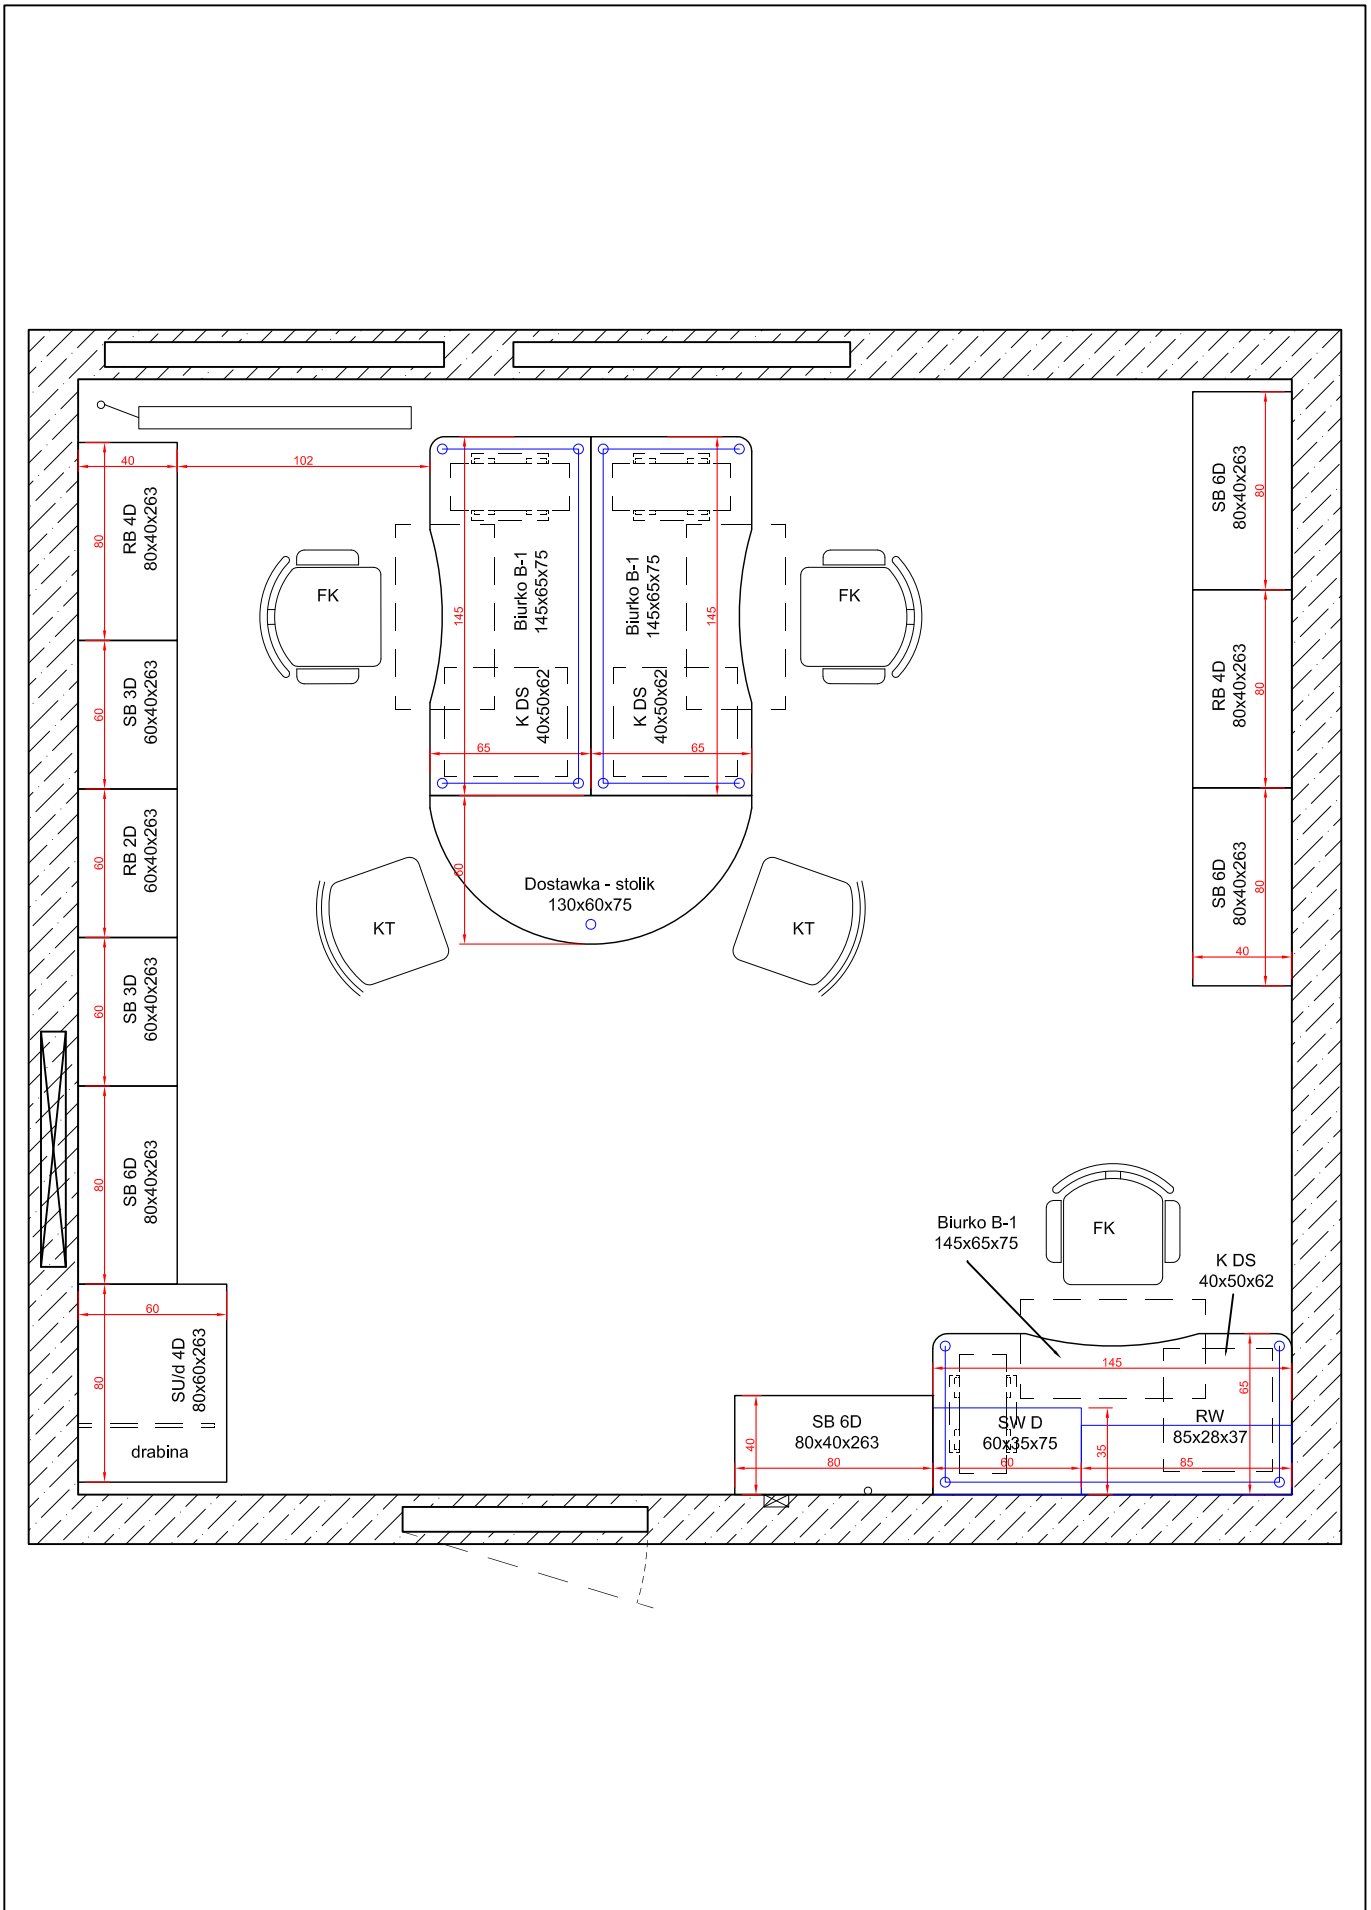 40
102
RB 4D
80x40x263
80
SB 3D
60x40x263
60
RB 2D
60x40x263
60
SB 3D
60x40x263
60
SB 6D
80x40x263
80
60
SU/d 4D
80x60x263
80
drabina
FK
Biurko B-1
145x65x75
145
K DS
40x50x62
65
Biurko B-1
145x65x75
145
K DS
40x50x62
65
FK
60
Dostawka - stolik
130x60x75
KT
KT
SB 6D
80x40x263
80
RB 4D
80x40x263
80
SB 6D
80x40x263
80
40
Biurko B-1
145x65x75
FK
K DS
40x50x62
145
65
SB 6D
80x40x263
40
80
SW D
60x35x75
60
35
RW
85x28x37
85